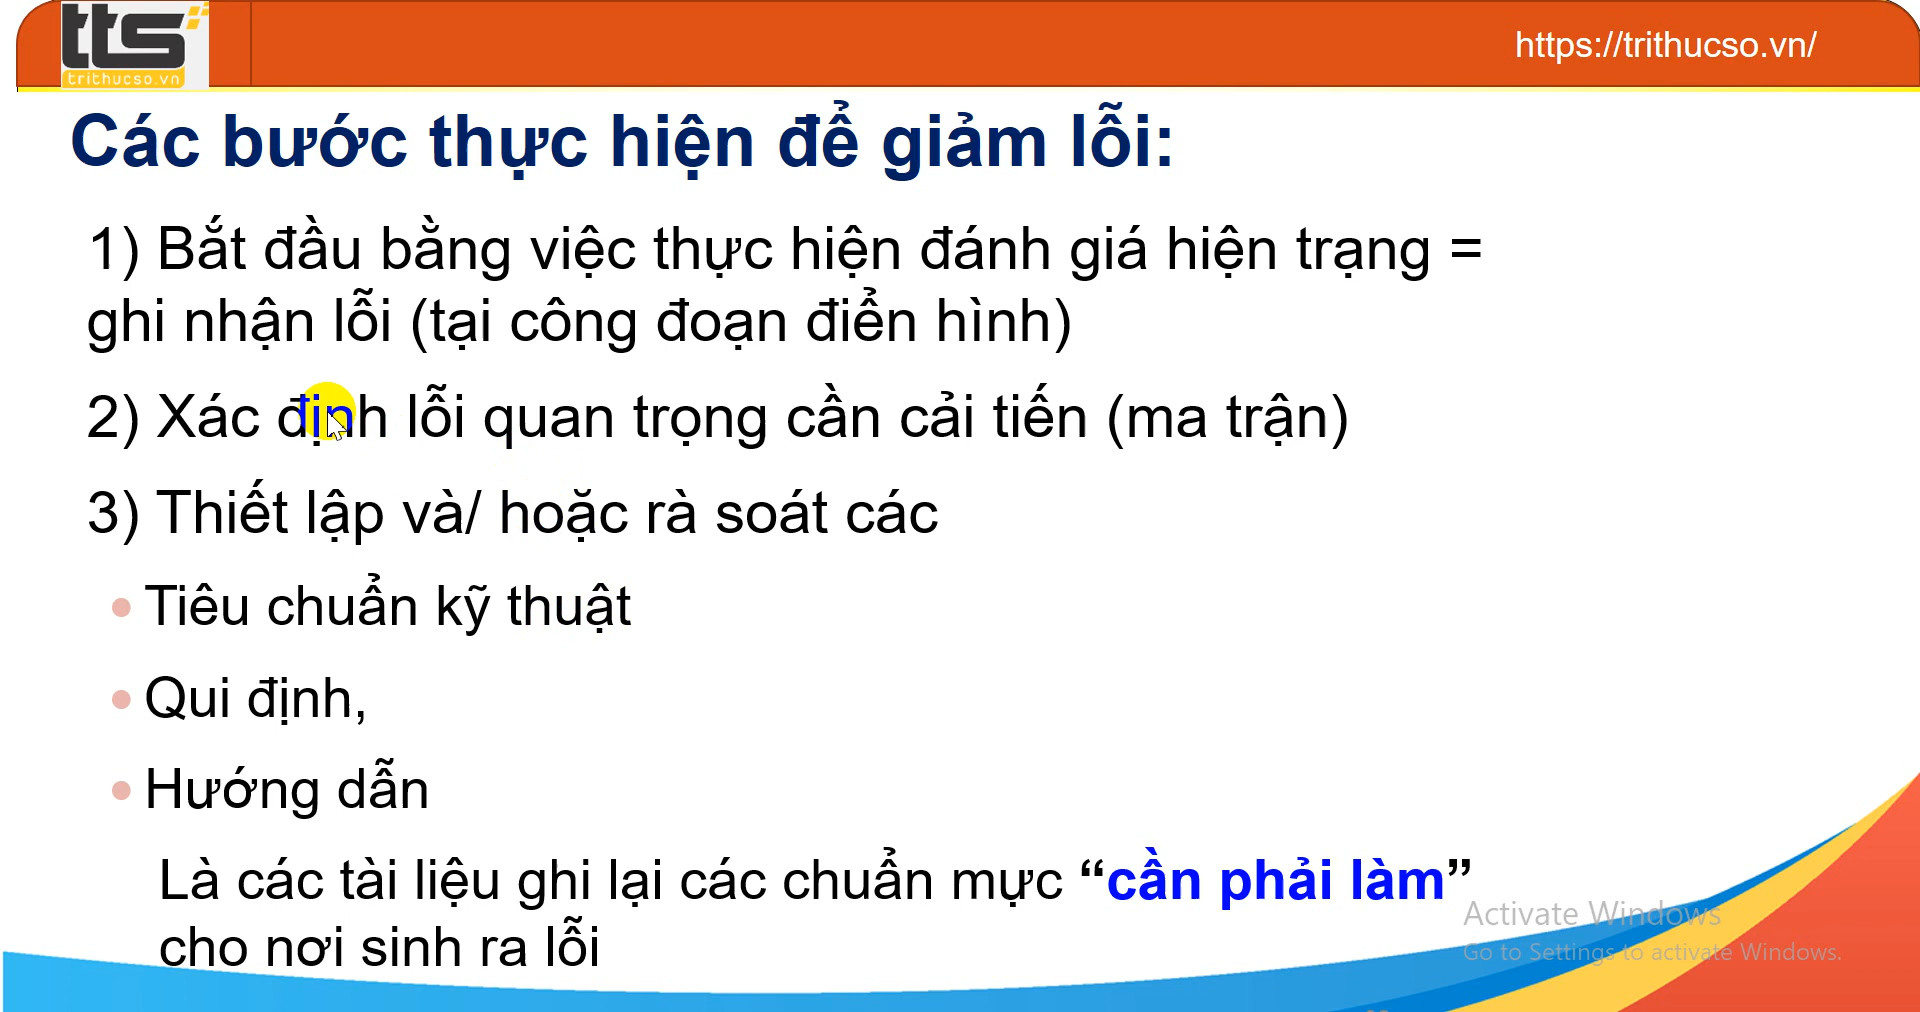 tts
trithucso.vn
https://trithucso.vn/
Các bước thực hiện để giảm lỗi:
1) Bắt đầu bằng việc thực hiện đánh giá hiện trạng =
ghi nhận lỗi (tại công đoạn điển hình)
2) Xác định lỗi quan trọng cần cải tiến (ma trận)
3) Thiết lập và/ hoặc rà soát các
• Tiêu chuẩn kỹ thuật
• Qui định,
• Hướng dẫn
Là các tài liệu ghi lại các chuẩn mực “cần phải làm”
cho nơi sinh ra lỗi
Activate Windows
Go to Settings to activate Windows.